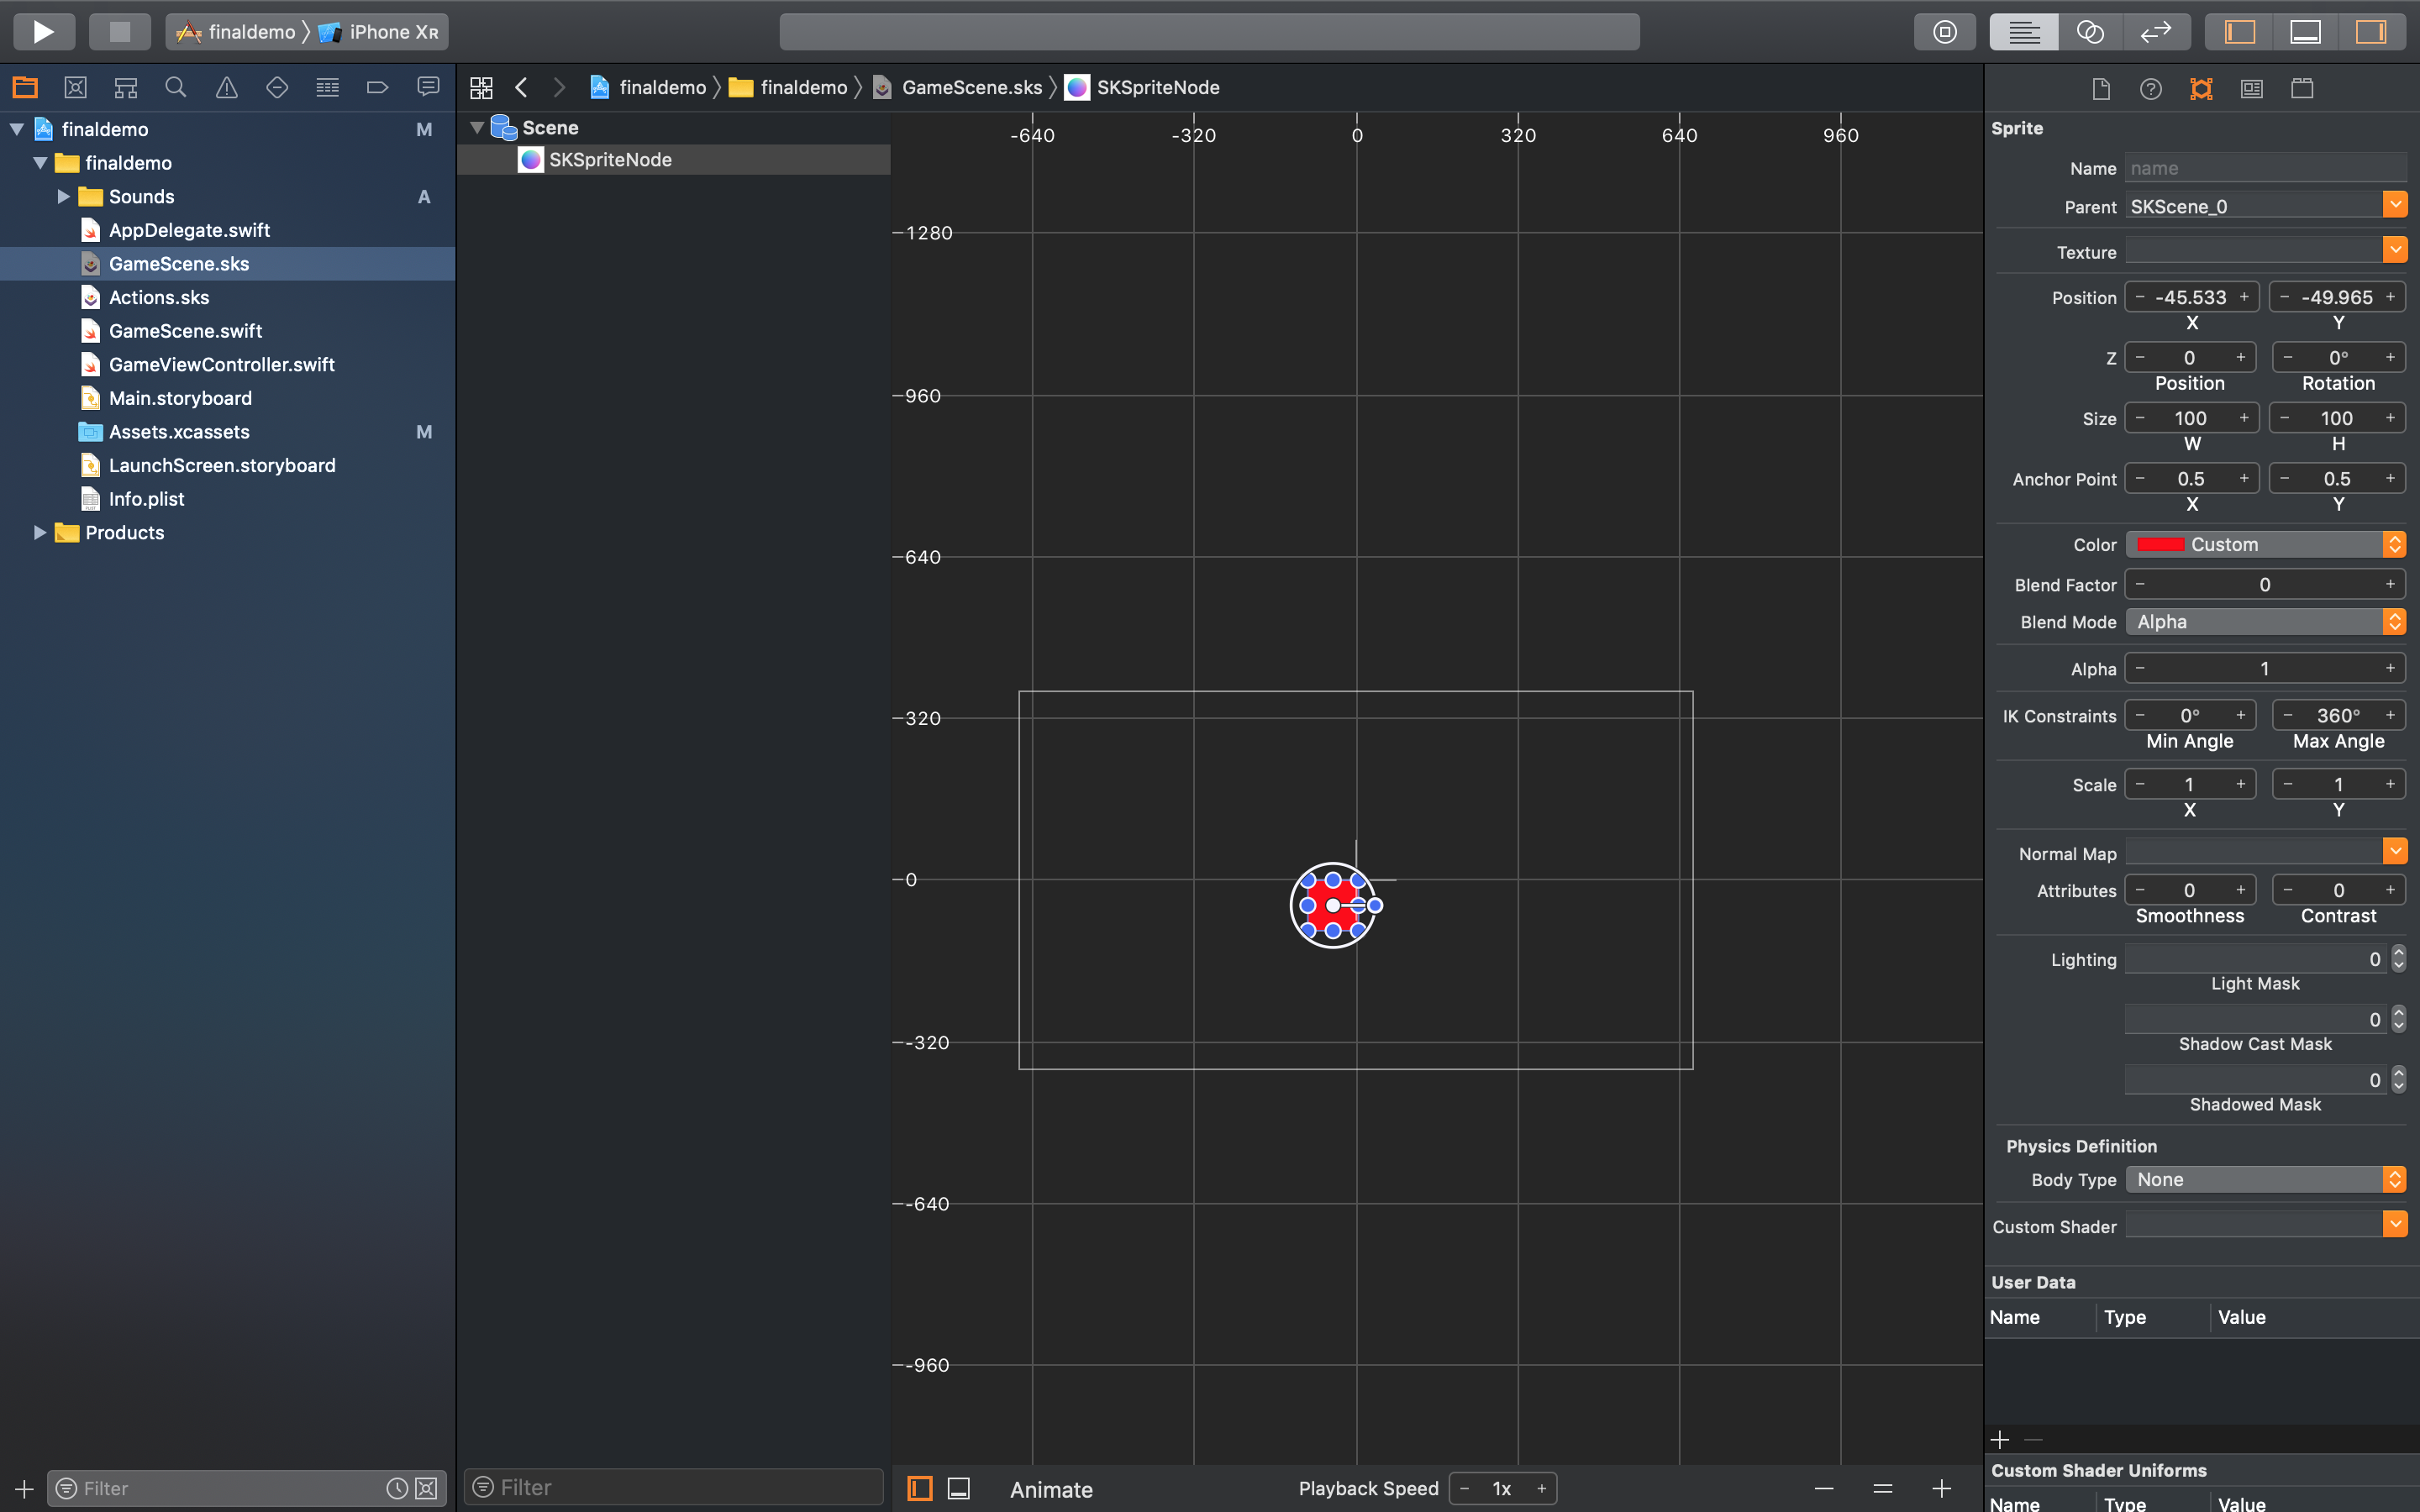 finaldemo iPhone XR
finaldemo finaldemo GameScene.sks SKSpriteNode
finaldemo M
finaldemo
Sounds A
AppDelegate.swift
GameScene.sks
Actions.sks
GameScene.swift
GameViewController.swift
Main.storyboard
Assets.xcassets M
LaunchScreen.storyboard
Info.plist
Products
Filter
Scene
SKSpriteNode
Filter
-640 -320 0 320 640 960
1280
960
640
320
0
-320
-640
-960
Animate Playback Speed − 1x +
Sprite
Name name
Parent SKScene_0
Texture
Position − -45.533 + − -49.965 +
X Y
Z − 0 + − 0° +
Position Rotation
Size − 100 + − 100 +
W H
Anchor Point − 0.5 + − 0.5 +
X Y
Color Custom
Blend Factor − 0 +
Blend Mode Alpha
Alpha − 1 +
IK Constraints − 0° + − 360° +
Min Angle Max Angle
Scale − 1 + − 1 +
X Y
Normal Map
Attributes − 0 + − 0 +
Smoothness Contrast
Lighting 0
Light Mask
0
Shadow Cast Mask
0
Shadowed Mask
Physics Definition
Body Type None
Custom Shader
User Data
Name Type Value
Custom Shader Uniforms
Name Type Value